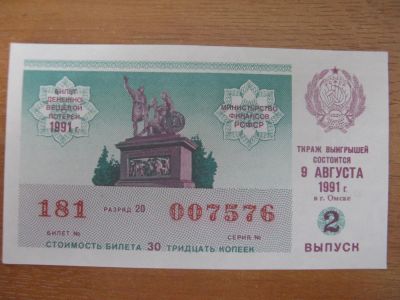 БИЛЕТ
ДЕНЕЖНО-
ВЕЩЕВОЙ
ЛОТЕРЕИ
1991 г.
МИНИСТЕРСТВО
ФИНАНСОВ
РСФСР
ТИРАЖ ВЫИГРЫШЕЙ
СОСТОИТСЯ
9 АВГУСТА
1991 г.
в г. Омске
2
ВЫПУСК
181 РАЗРЯД 20 007576
БИЛЕТ № СЕРИЯ №
СТОИМОСТЬ БИЛЕТА 30 ТРИДЦАТЬ КОПЕЕК